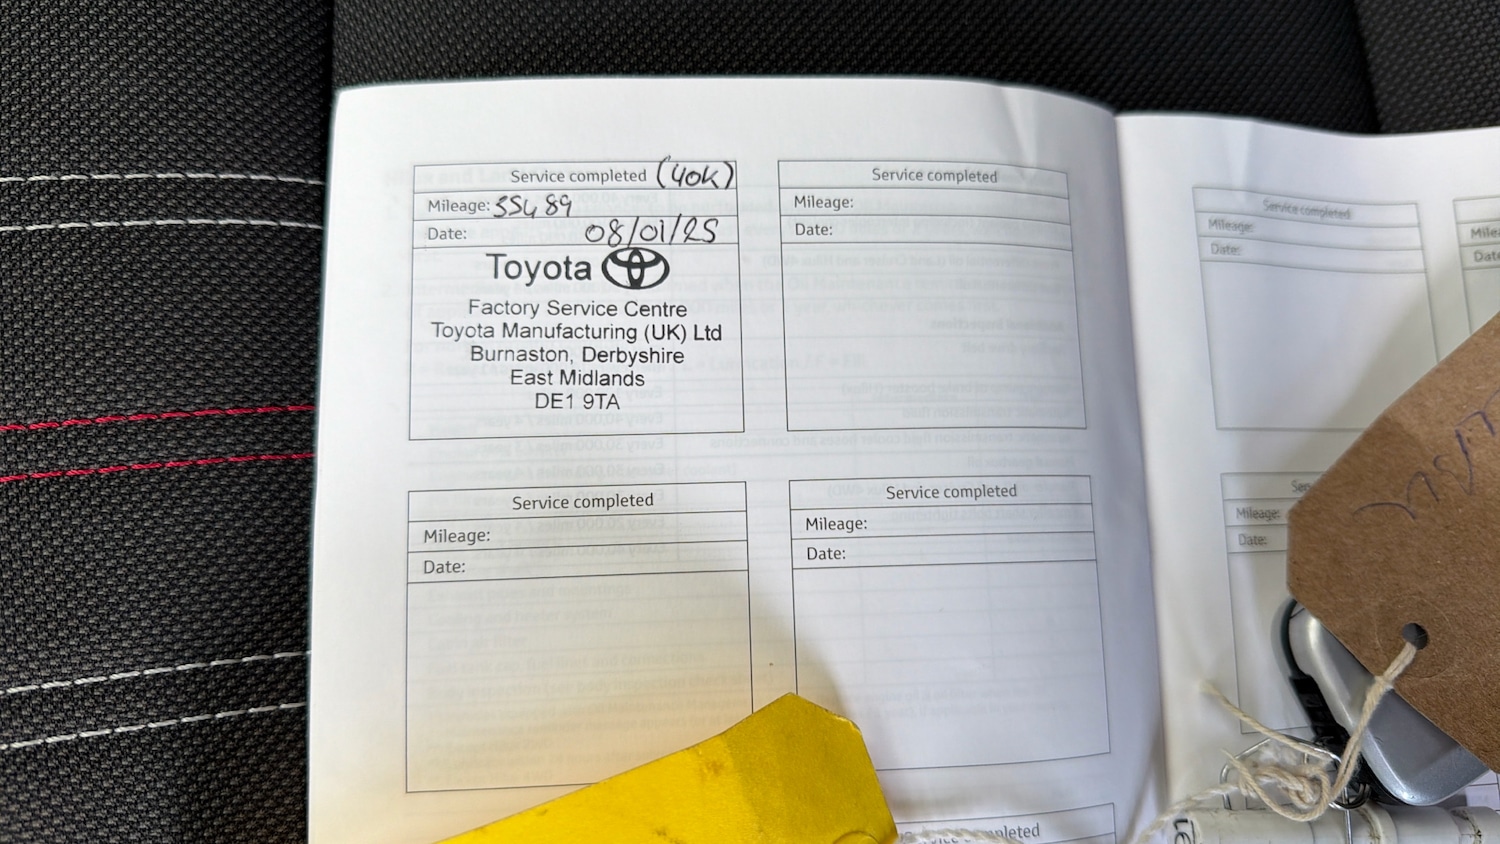 Service completed (40K)
Mileage: 35489
Date: 08/01/25
Toyota
Factory Service Centre
Toyota Manufacturing (UK) Ltd
Burnaston, Derbyshire
East Midlands
DE1 9TA
Service completed
Mileage:
Date:
Service completed
Mileage:
Date:
Service completed
Mileage:
Date:
Service completed
Mileage:
Date:
Mileage:
Date: